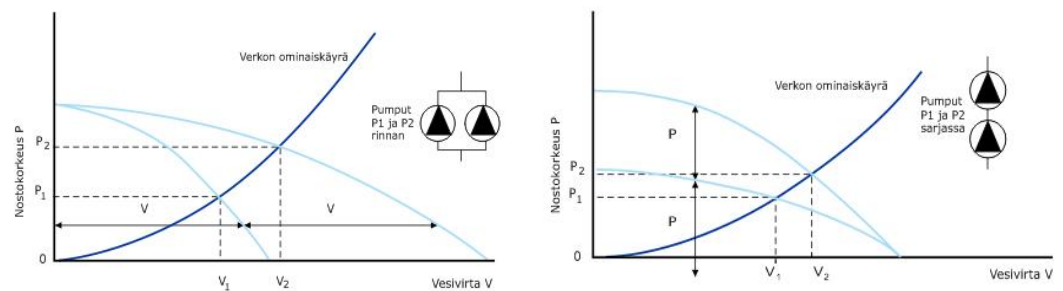 Nostokorkeus P
P2
P1
0
V
V
V1
V2
Vesivirta V
Verkon ominaiskäyrä
Pumput
P1 ja P2
rinnan
Nostokorkeus P
P2
P1
0
P
P
V1
V2
Vesivirta V
Verkon ominaiskäyrä
Pumput
P1 ja P2
sarjassa